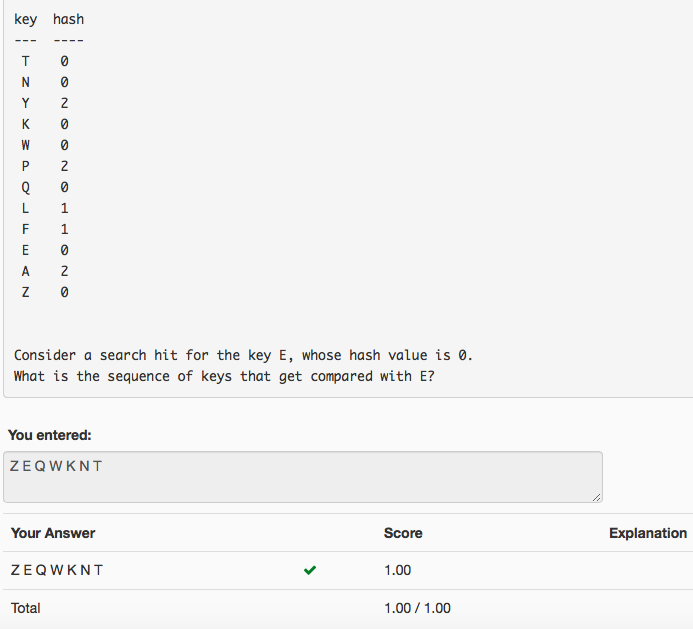 key hash
--- ----
T 0
N 0
Y 2
K 0
W 0
P 2
Q 0
L 1
F 1
E 0
A 2
Z 0
Consider a search hit for the key E, whose hash value is 0.
What is the sequence of keys that get compared with E?
You entered:
Z E Q W K N T
Your Answer Score Explanation
Z E Q W K N T ✔ 1.00
Total 1.00 / 1.00